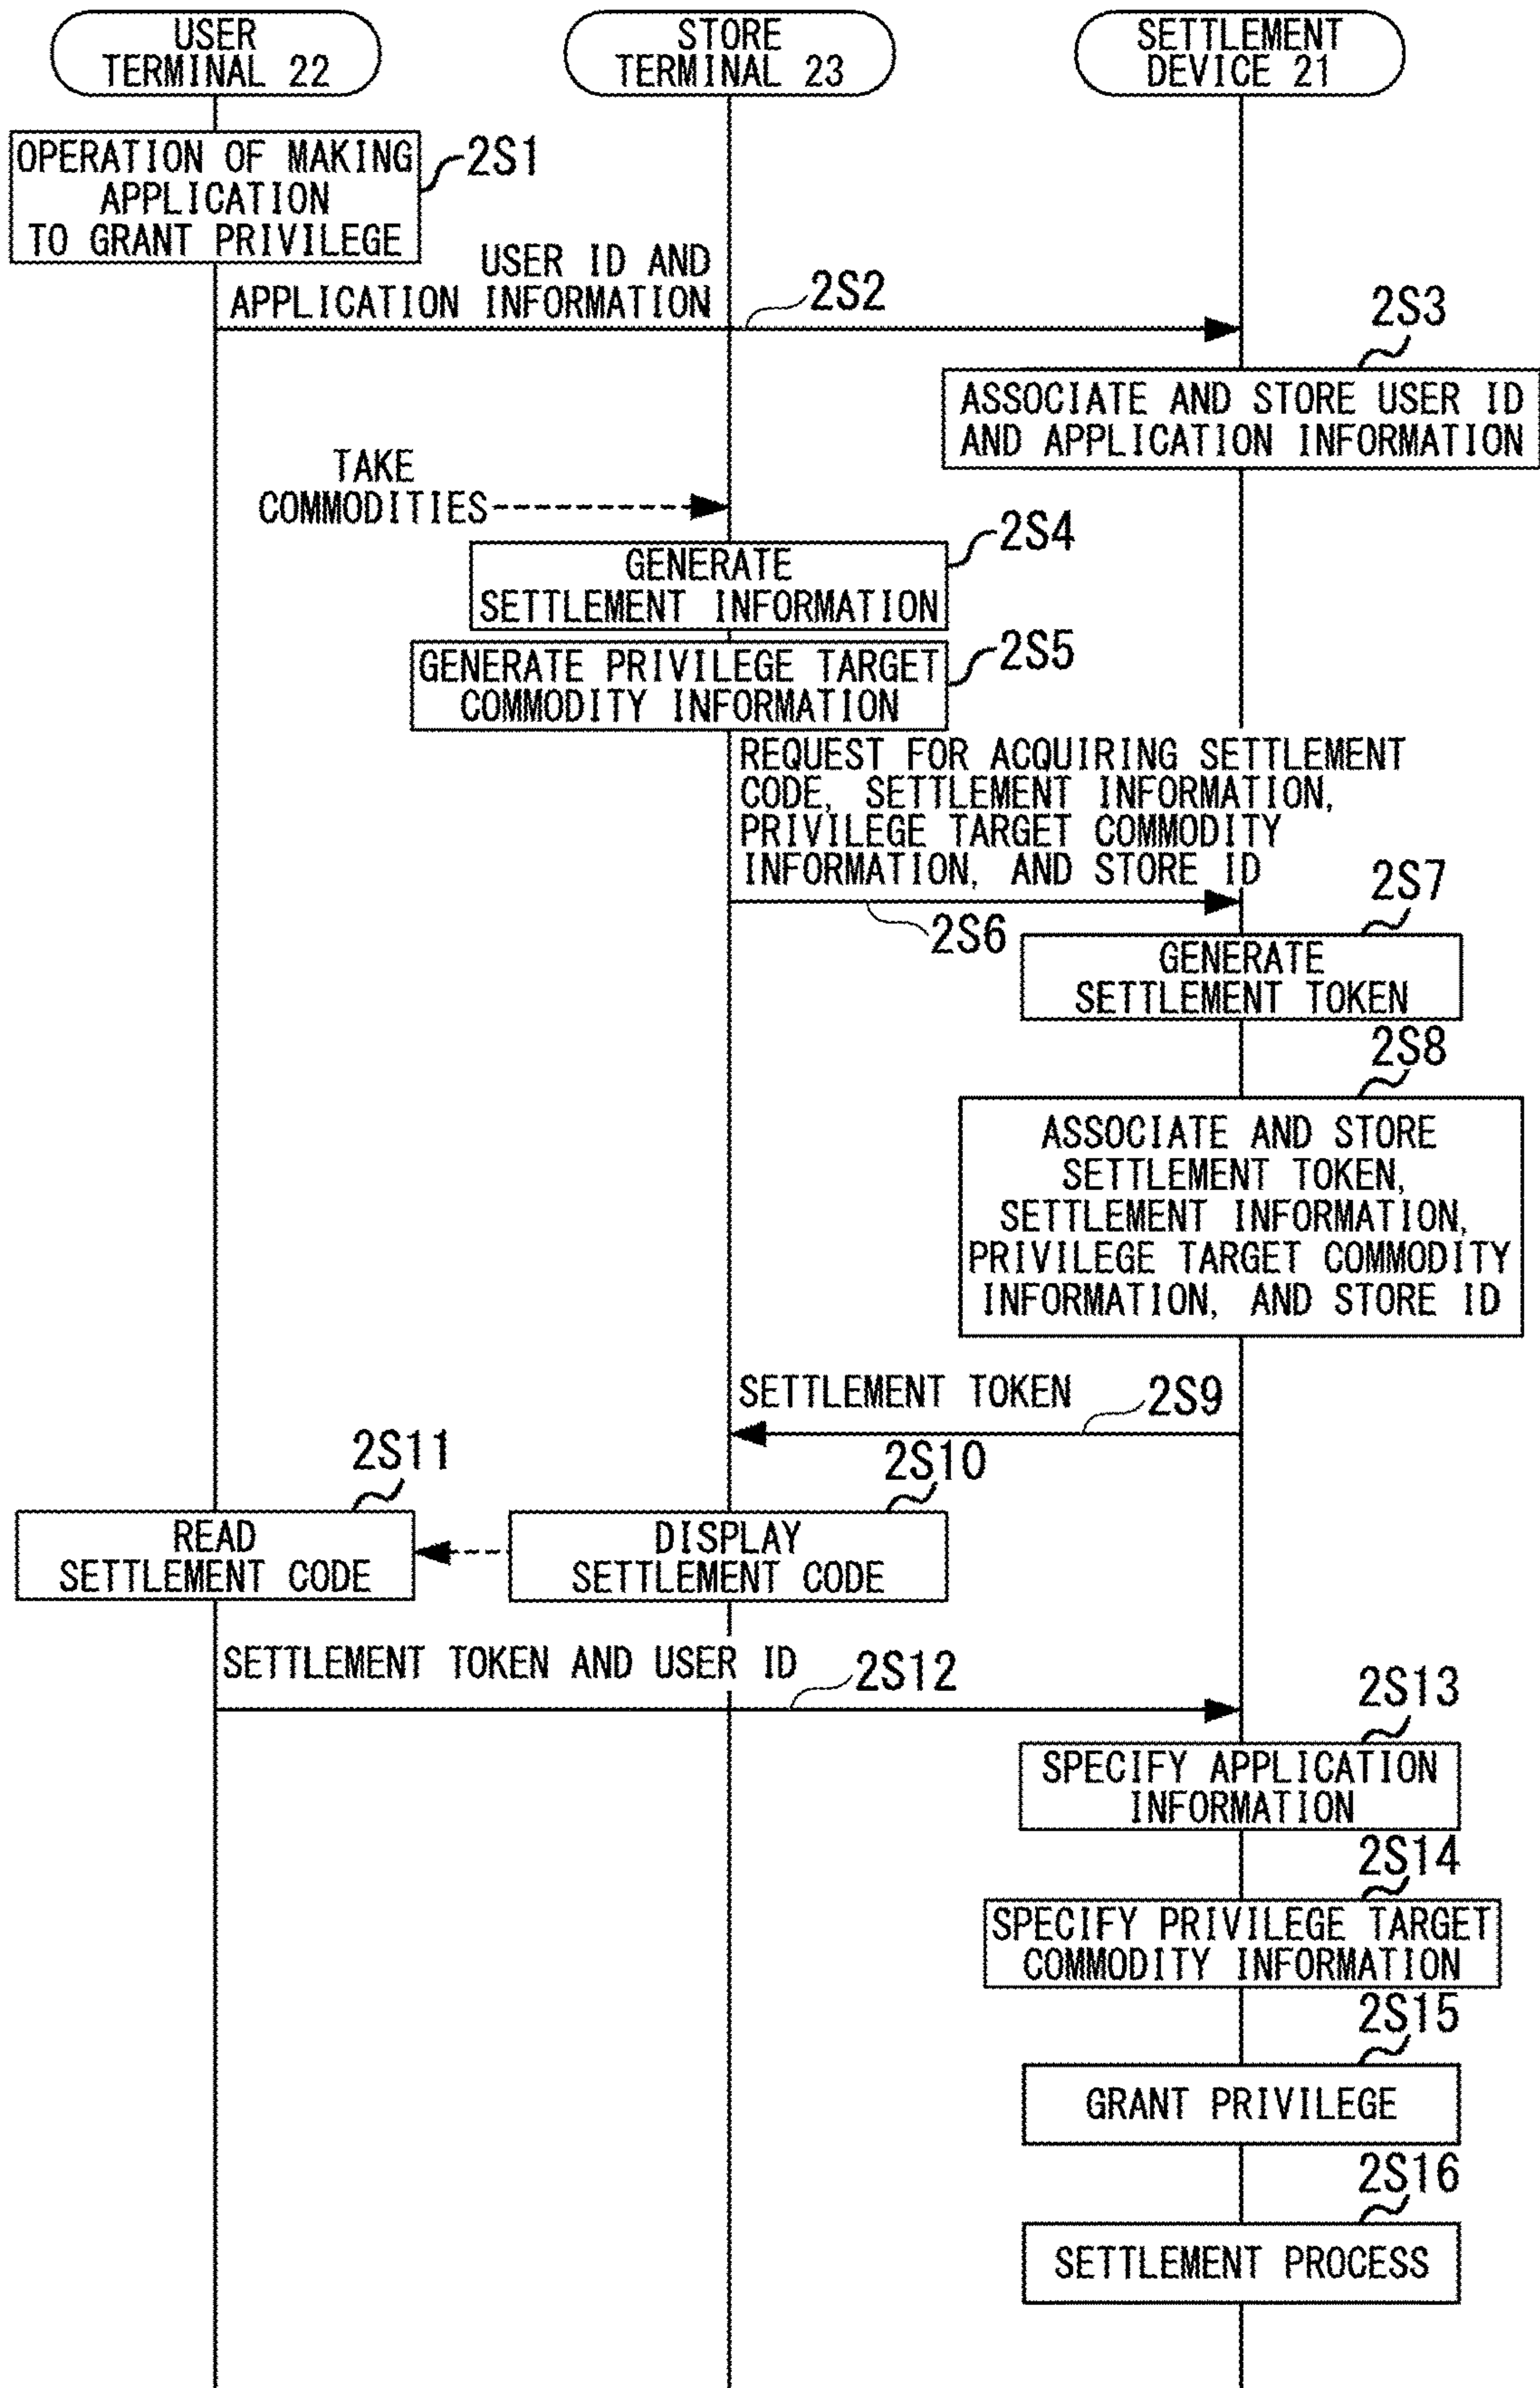 USER
TERMINAL 22
STORE
TERMINAL 23
SETTLEMENT
DEVICE 21
OPERATION OF MAKING
APPLICATION
TO GRANT PRIVILEGE
2S1
USER ID AND
APPLICATION INFORMATION
2S2
2S3
ASSOCIATE AND STORE USER ID
AND APPLICATION INFORMATION
TAKE
COMMODITIES
2S4
GENERATE
SETTLEMENT INFORMATION
2S5
GENERATE PRIVILEGE TARGET
COMMODITY INFORMATION
REQUEST FOR ACQUIRING SETTLEMENT
CODE, SETTLEMENT INFORMATION,
PRIVILEGE TARGET COMMODITY
INFORMATION, AND STORE ID
2S6
2S7
GENERATE
SETTLEMENT TOKEN
2S8
ASSOCIATE AND STORE
SETTLEMENT TOKEN,
SETTLEMENT INFORMATION,
PRIVILEGE TARGET COMMODITY
INFORMATION, AND STORE ID
SETTLEMENT TOKEN
2S9
2S10
2S11
READ
SETTLEMENT CODE
DISPLAY
SETTLEMENT CODE
SETTLEMENT TOKEN AND USER ID
2S12
2S13
SPECIFY APPLICATION
INFORMATION
2S14
SPECIFY PRIVILEGE TARGET
COMMODITY INFORMATION
2S15
GRANT PRIVILEGE
2S16
SETTLEMENT PROCESS